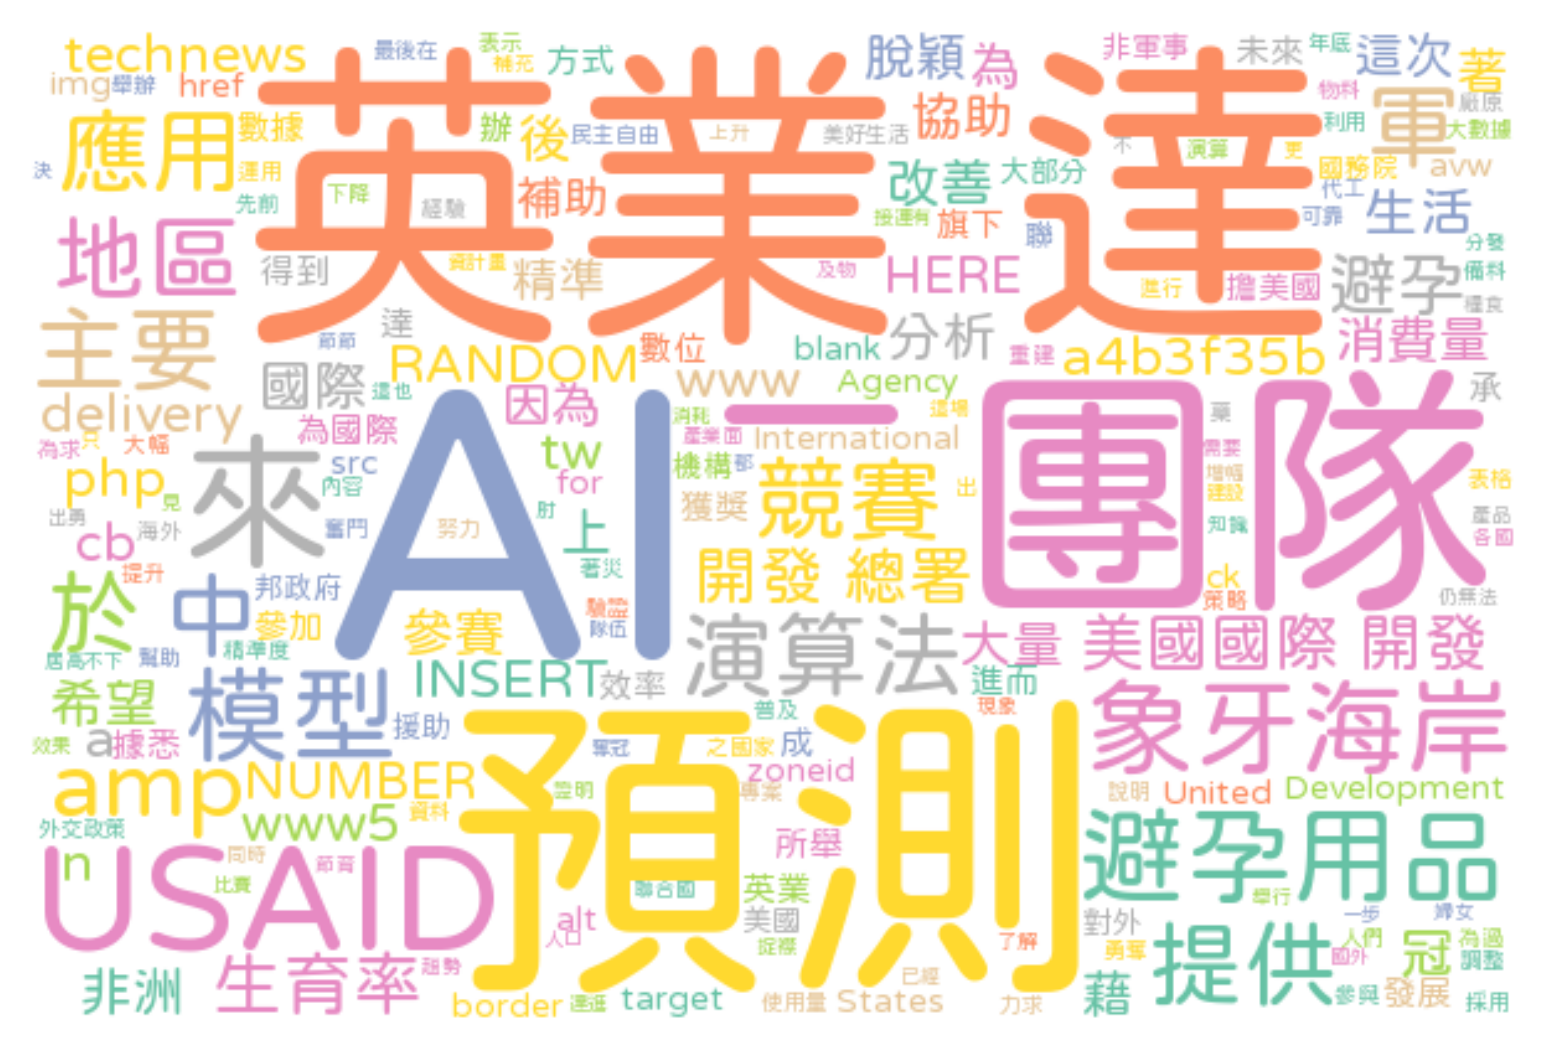 technews
最後在
表示
補充
方式
脫穎
為
非軍事
未來
年底
這次
著
img
舉辦
href
英業達
協助
物料
軍
廠原
應用
數據
辦
後
民主自由
上升
美好生活
利用
大數據
決
運用
不
演算
更
國務院
avw
先前
下降
經驗
補助
改善
大部分
代工
生活
接運有
旗下
聯
可靠
地區
得到
資計畫
精準
及物
HERE
進行
擔美國
避孕
分發
備料
糧食
主要
達
節節
RANDOM
數位
blank
分析
重建
a4b3f35b
消費量
國際
這也
因為
www
Agency
團隊
承
delivery
為國際
AI
一
消耗
這場
藥
為求
只
大幅
來
src
tw
產業面
International
需要
php
見
內容
for
機構
都
競賽
出
增幅
建設
表格
出勇
海外
奮鬥
努力
肘
上
獲獎
知識
產品
各國
cb
提升
著災
開發 總署
ck
策略
仍無法
於
中
邦政府
參加
參賽
隊伍
演算法
大量
美國國際 開發
居高不下
幫助
精準度
INSERT
效率
進而
希望
模型
援助
普及
現象
象牙海岸
效果
a
據悉
奪冠
之國家
成
amp
NUMBER
預測
zoneid
證明
專案
說明
United
Development
外交政策
www5
資料
所舉
避孕用品
USAID
n
同時
節育
比賽
聯合國
英業
舉行
alt
人口
美國
對外
一步
婦女
捉襟
了解
勇奪
提供
人們
國外
冠
為過
調整
非洲
生育率
趨勢
已經
藉
參與
發展
採用
border
target
使用量
States
力求